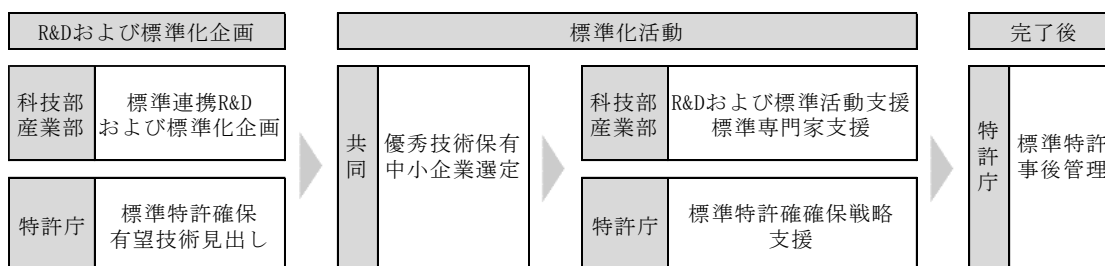 R&Dおよび標準化企画
標準化活動
完了後
科技部
産業部
標準連携R&D
および標準化企画
特許庁
標準特許確保
有望技術見出し
共同
優秀技術保有
中小企業選定
科技部
産業部
R&Dおよび標準活動支援
標準専門家支援
特許庁
標準特許確確保戦略
支援
特許庁
標準特許
事後管理